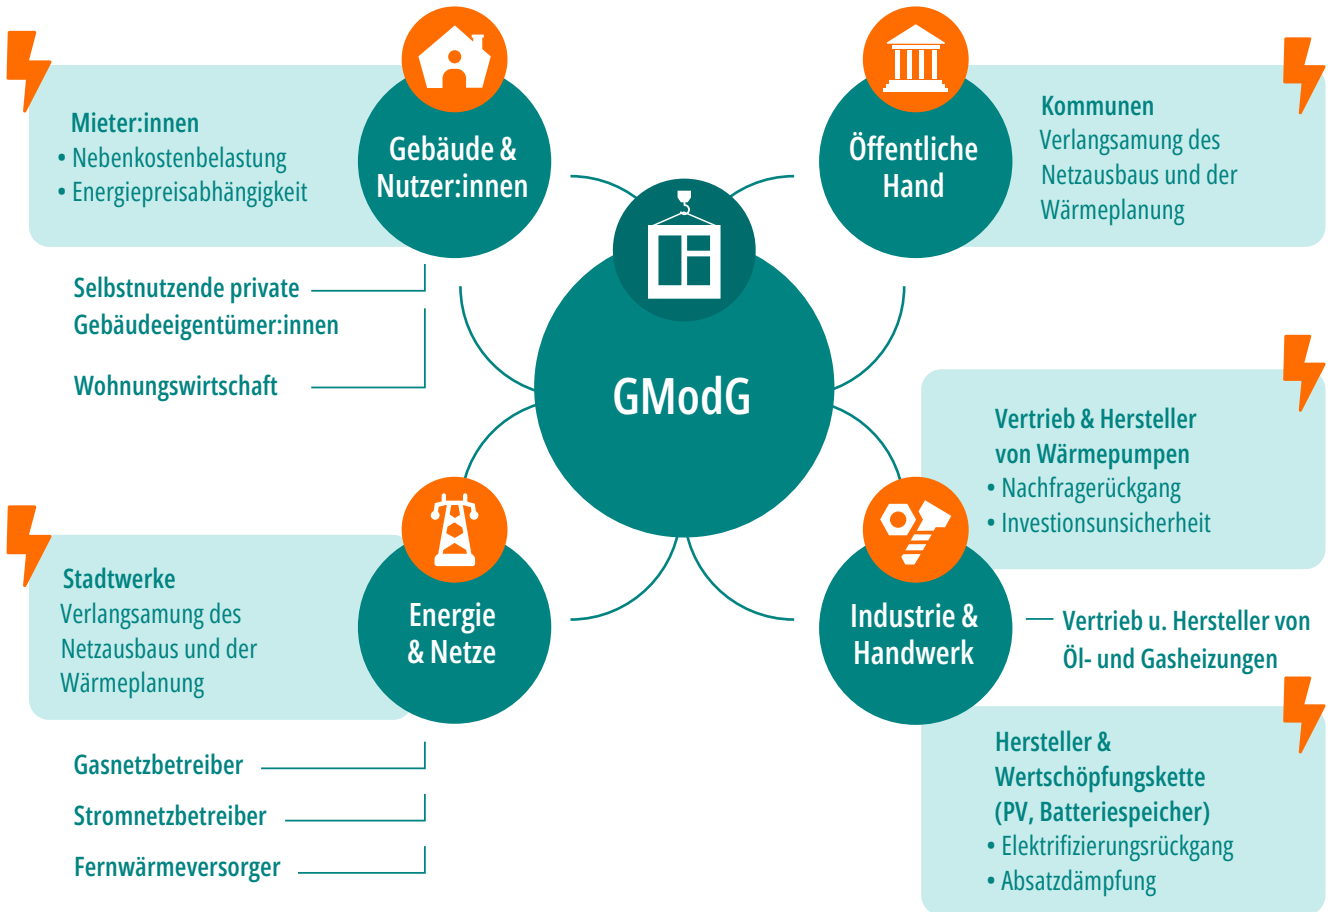 Mieter:innen
• Nebenkostenbelastung
• Energiepreisabhängigkeit
Gebäude &
Nutzer:innen
Selbstnutzende private
Gebäudeeigentümer:innen
Wohnungswirtschaft
Öffentliche
Hand
Kommunen
Verlangsamung des
Netzausbaus und der
Wärmeplanung
GModG
Stadtwerke
Verlangsamung des
Netzausbaus und der
Wärmeplanung
Energie
& Netze
Gasnetzbetreiber
Stromnetzbetreiber
Fernwärmeversorger
Industrie &
Handwerk
Vertrieb & Hersteller
von Wärmepumpen
• Nachfragerückgang
• Investionsunsicherheit
Vertrieb u. Hersteller von
Öl- und Gasheizungen
Hersteller &
Wertschöpfungskette
(PV, Batteriespeicher)
• Elektrifizierungsrückgang
• Absatzdämpfung